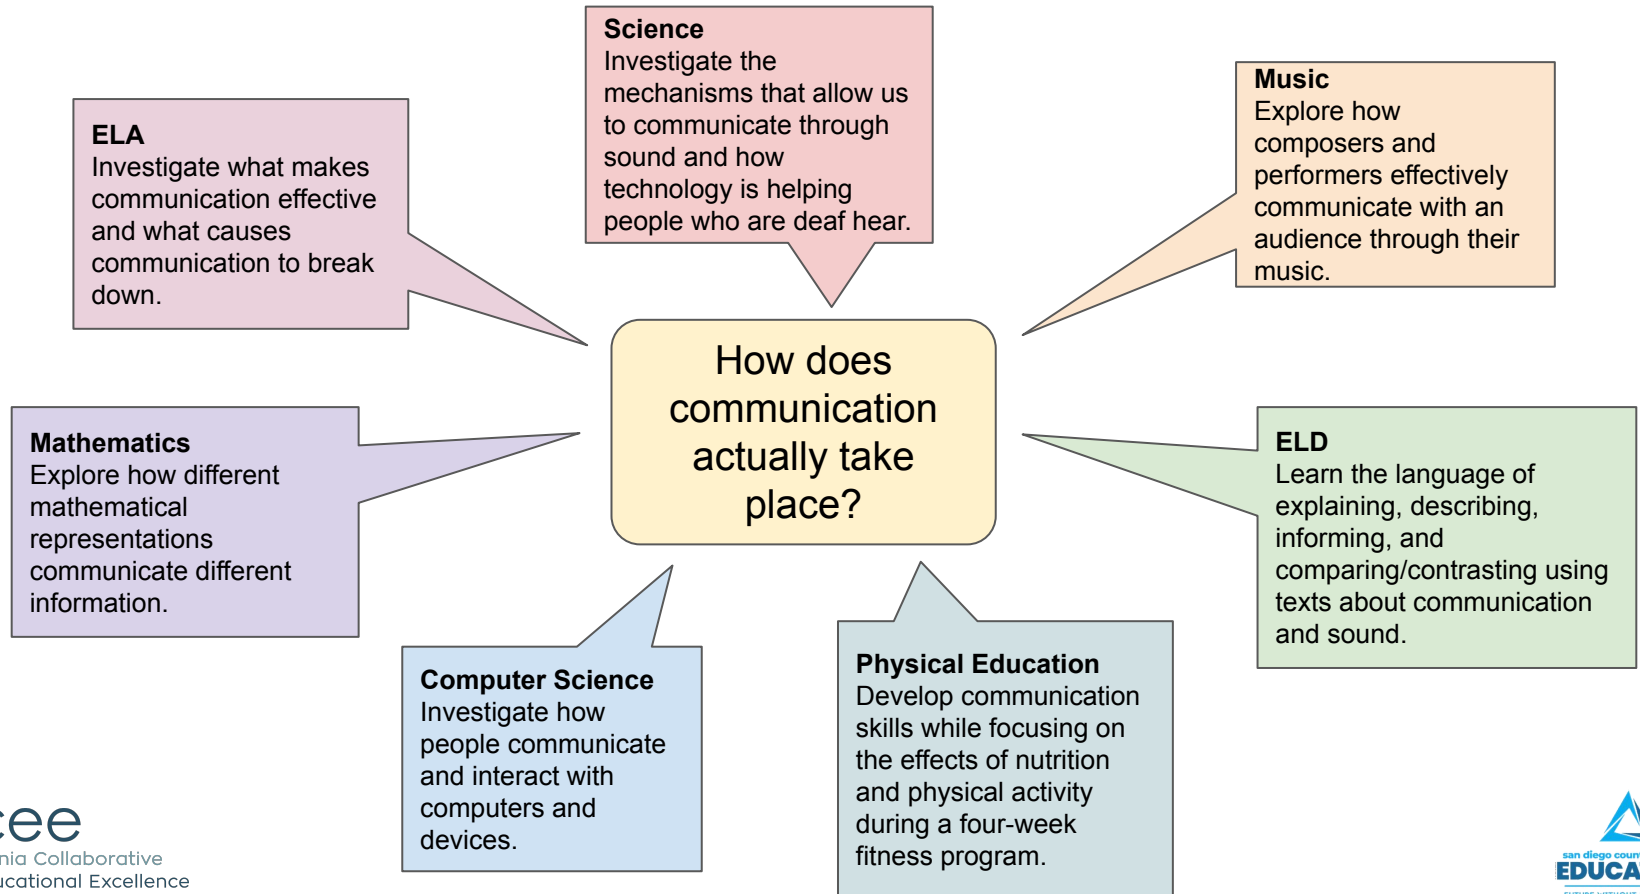 Science
Investigate the
mechanisms that allow us
to communicate through
sound and how
technology is helping
people who are deaf hear.
Music
Explore how
composers and
performers effectively
communicate with an
audience through their
music.
ELA
Investigate what makes
communication effective
and what causes
communication to break
down.
How does
communication
actually take
place?
Mathematics
Explore how different
mathematical
representations
communicate different
information.
ELD
Learn the language of
explaining, describing,
informing, and
comparing/contrasting using
texts about communication
and sound.
Computer Science
Investigate how
people communicate
and interact with
computers and
devices.
Physical Education
Develop communication
skills while focusing on
the effects of nutrition
and physical activity
during a four-week
fitness program.
cee
nia Collaborative
ucational Excellence
san diego coun
EDUCA